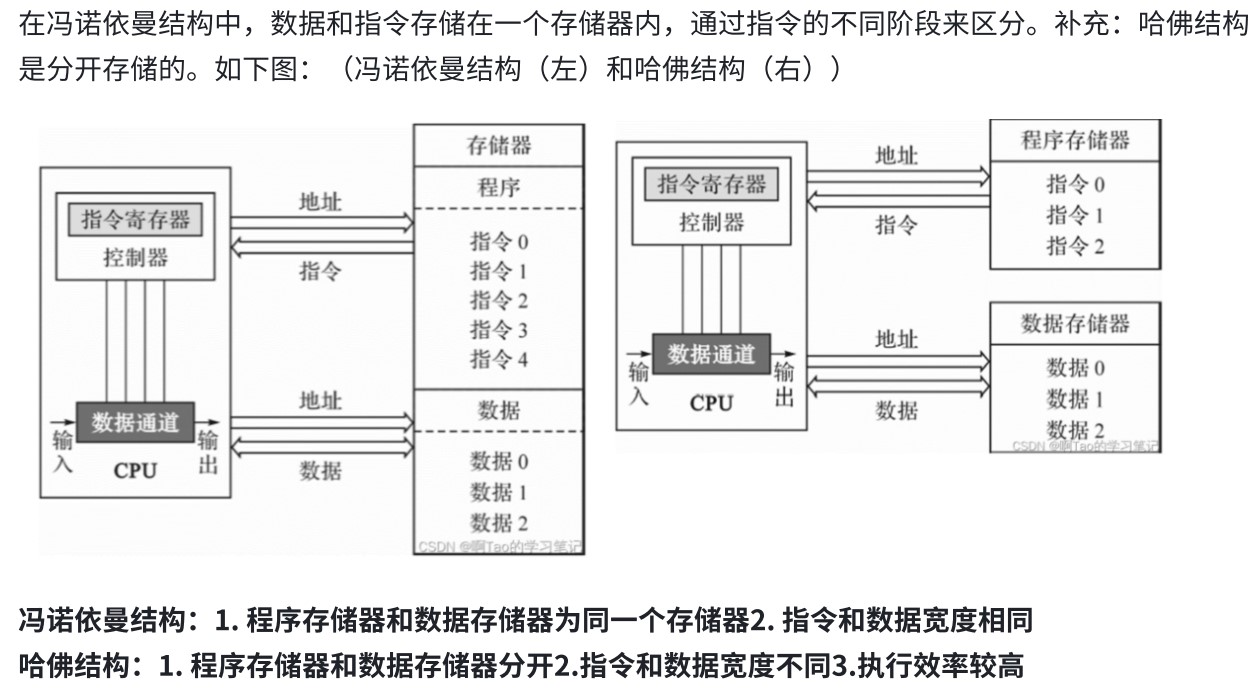 在冯诺依曼结构中，数据和指令存储在一个存储器内，通过指令的不同阶段来区分。补充：哈佛结构
是分开存储的。如下图：（冯诺依曼结构（左）和哈佛结构（右））
指令寄存器
控制器
数据通道
输入
输出
CPU
地址
指令
地址
数据
存储器
程序
指令 0
指令 1
指令 2
指令 3
指令 4
数据
数据 0
数据 1
数据 2
CSDN @啊Tao的学习笔记
指令寄存器
控制器
数据通道
输入
输出
CPU
地址
指令
地址
数据
程序存储器
指令 0
指令 1
指令 2
数据存储器
数据 0
数据 1
数据 2
CSDN @啊Tao的学习笔记
冯诺依曼结构：1. 程序存储器和数据存储器为同一个存储器2. 指令和数据宽度相同
哈佛结构：1. 程序存储器和数据存储器分开2.指令和数据宽度不同3.执行效率较高